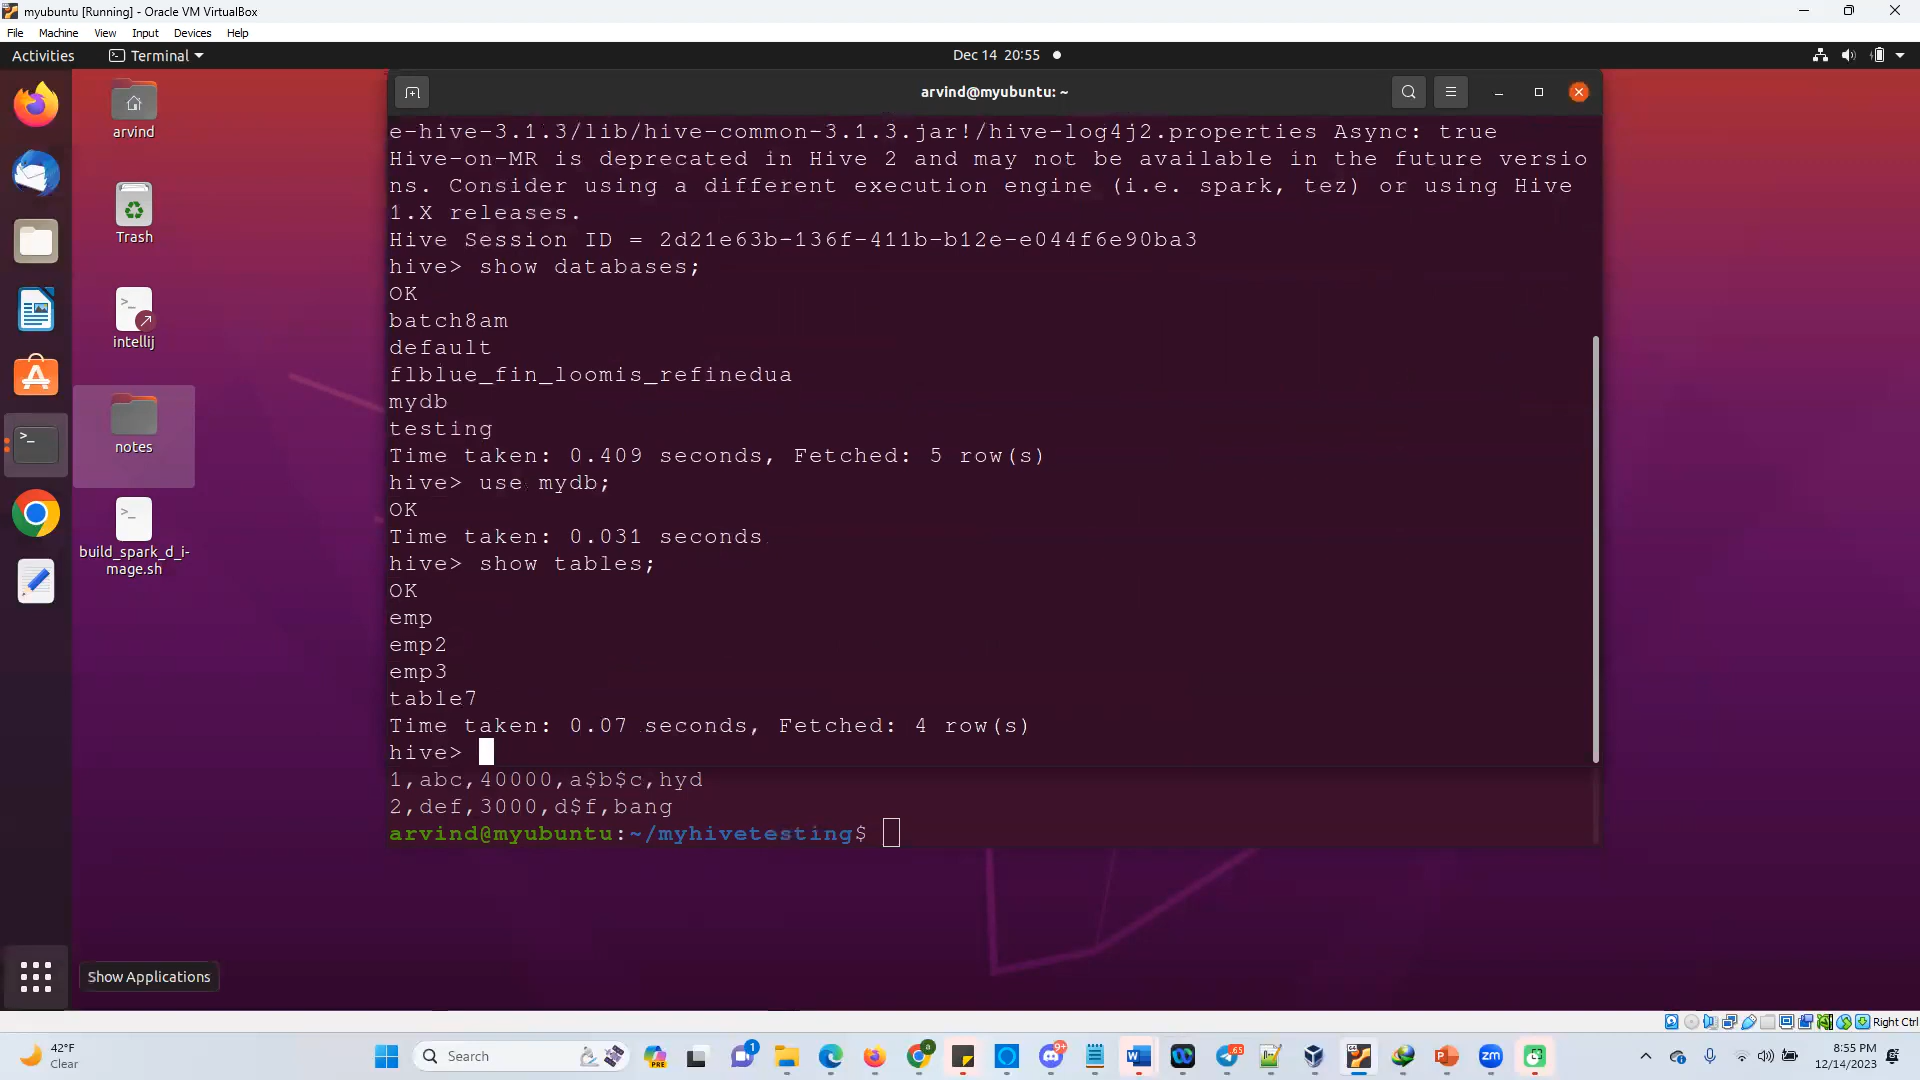 myubuntu [Running] - Oracle VM VirtualBox
File Machine View Input Devices Help
Activities Terminal Dec 14 20:55
arvind@myubuntu: ~
arvind
Trash
intellij
notes
build_spark_d_i-
mage.sh
e-hive-3.1.3/lib/hive-common-3.1.3.jar!/hive-log4j2.properties Async: true
Hive-on-MR is deprecated in Hive 2 and may not be available in the future versio
ns. Consider using a different execution engine (i.e. spark, tez) or using Hive
1.X releases.
Hive Session ID = 2d21e63b-136f-411b-b12e-e044f6e90ba3
hive> show databases;
OK
batch8am
default
flblue_fin_loomis_refinedua
mydb
testing
Time taken: 0.409 seconds, Fetched: 5 row(s)
hive> use mydb;
OK
Time taken: 0.031 seconds
hive> show tables;
OK
emp
emp2
emp3
table7
Time taken: 0.07 seconds, Fetched: 4 row(s)
hive>
1,abc,40000,a$b$c,hyd
2,def,3000,d$f,bang
arvind@myubuntu:~/myhivetesting$
Show Applications
Right Ctrl
42°F
Clear
Search
PRE
1
a
9+
65
zm
8:55 PM
12/14/2023